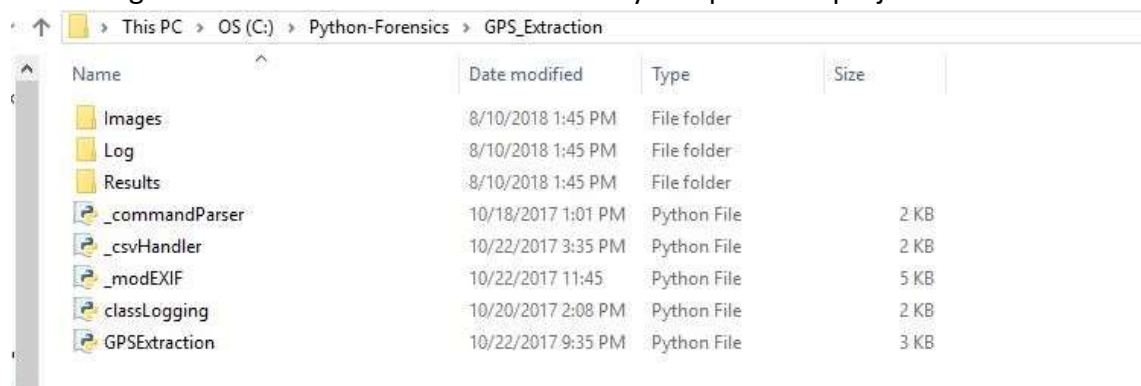 This PC > OS (C:) > Python-Forensics > GPS_Extraction
Name Date modified Type Size
Images 8/10/2018 1:45 PM File folder
Log 8/10/2018 1:45 PM File folder
Results 8/10/2018 1:45 PM File folder
_commandParser 10/18/2017 1:01 PM Python File 2 KB
_csvHandler 10/22/2017 3:35 PM Python File 2 KB
_modEXIF 10/22/2017 11:45 Python File 5 KB
classLogging 10/20/2017 2:08 PM Python File 2 KB
GPSExtraction 10/22/2017 9:35 PM Python File 3 KB